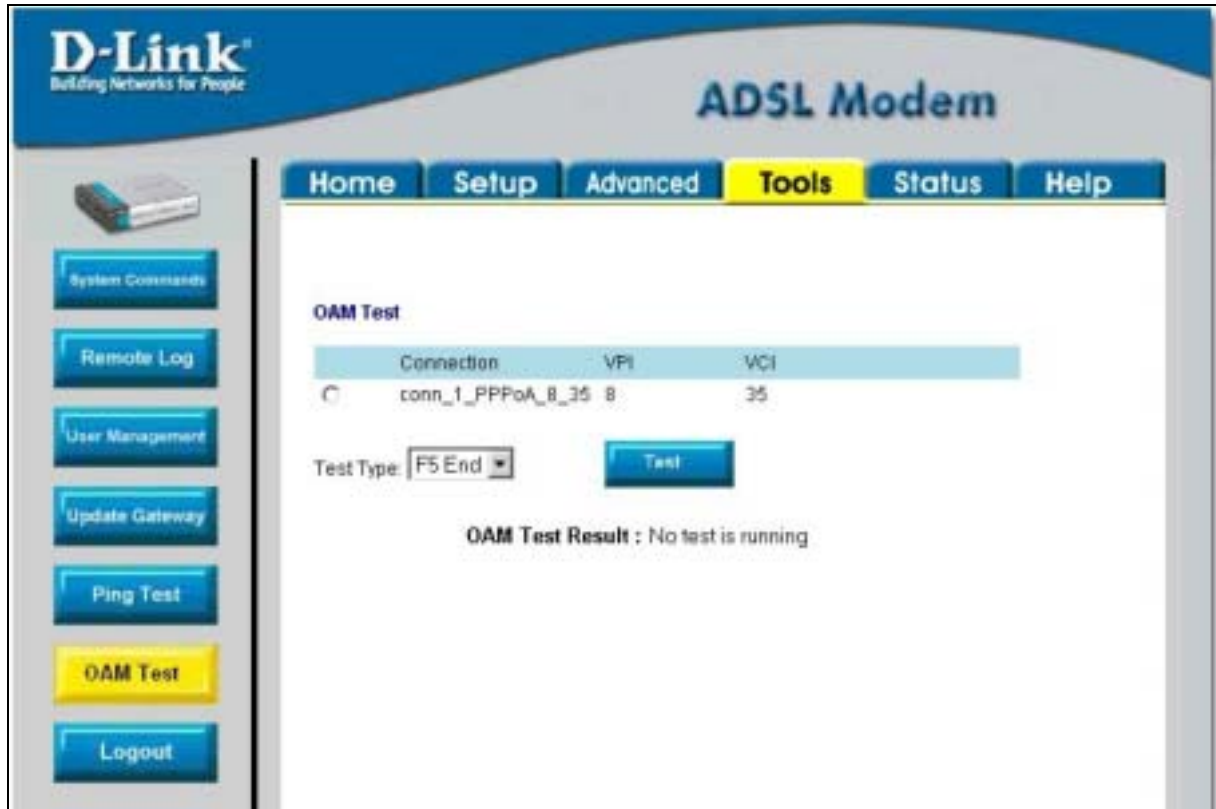 D-Link
Building Networks for People
ADSL Modem
Home Setup Advanced Tools Status Help
System Commands
Remote Log
User Management
Update Gateway
Ping Test
OAM Test
Logout
OAM Test
Connection VPI VCI
conn_1_PPPoA_8_35 8 35
Test Type: F5 End Test
OAM Test Result : No test is running